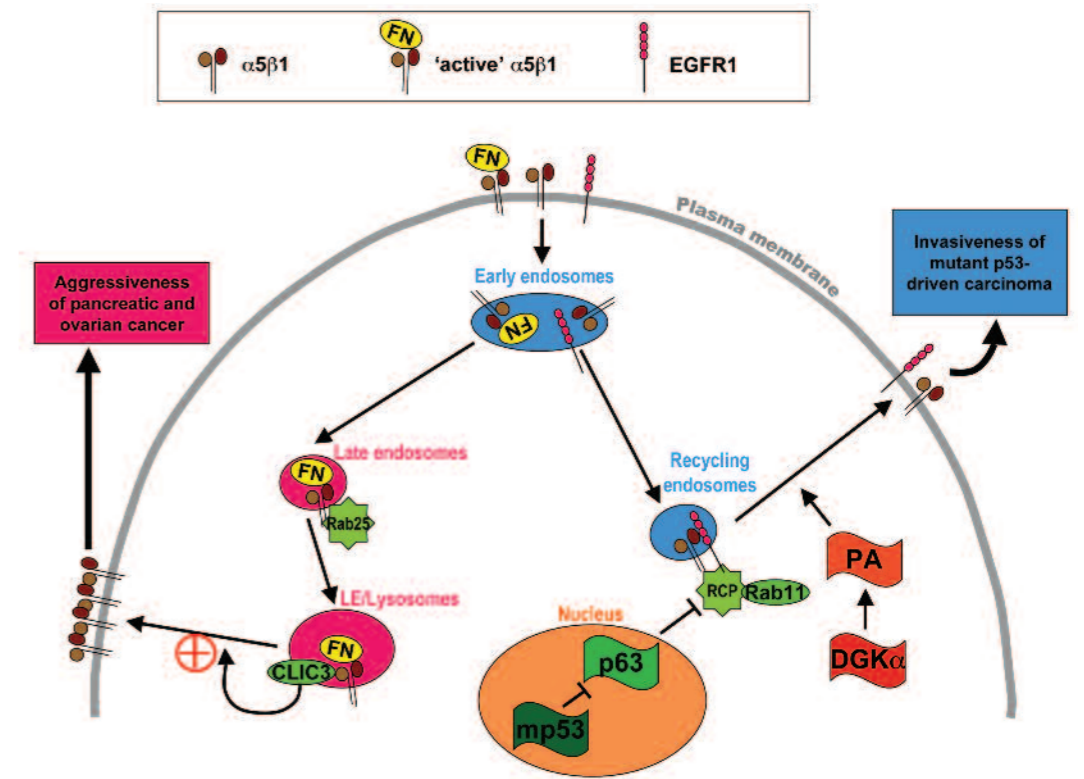 FN
α5β1
'active' α5β1
EGFR1
FN
Plasma membrane
Invasiveness of
mutant p53-
driven carcinoma
Aggressiveness
of pancreatic and
ovarian cancer
Early endosomes
FN
Late endosomes
FN
Rab25
Recycling
endosomes
PA
RCP
Rab11
LE/Lysosomes
Nucleus
FN
CLIC3
p63
DGKα
mp53